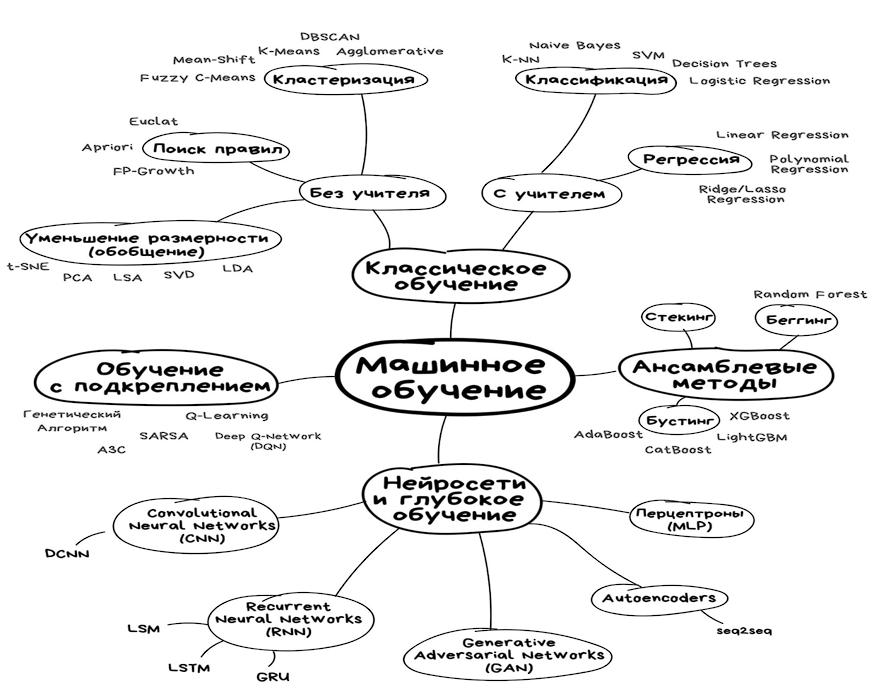 DBSCAN
Mean-Shift
K-Means
Agglomerative
Fuzzy C-Means
Кластеризация
Naive Bayes
K-NN
SVM
Decision Trees
Классификация
Logistic Regression
Euclat
Apriori
Поиск правил
FP-Growth
Linear Regression
Регрессия
Polynomial
Regression
Ridge/Lasso
Regression
Без учителя
С учителем
Уменьшение размерности
(обобщение)
t-SNE
PCA
LSA
SVD
LDA
Классическое
обучение
Random Forest
Стекинг
Беггинг
Обучение
с подкреплением
Машинное
обучение
Ансамблевые
методы
Генетический
Алгоритм
Q-Learning
A3C
SARSA
Deep Q-Network
(DQN)
Бустинг
XGBoost
AdaBoost
LightGBM
CatBoost
Нейросети
и глубокое
обучение
Convolutional
Neural Networks
(CNN)
DCNN
Перцептроны
(MLP)
Autoencoders
seq2seq
Recurrent
Neural Networks
(RNN)
LSM
LSTM
GRU
Generative
Adversarial Networks
(GAN)